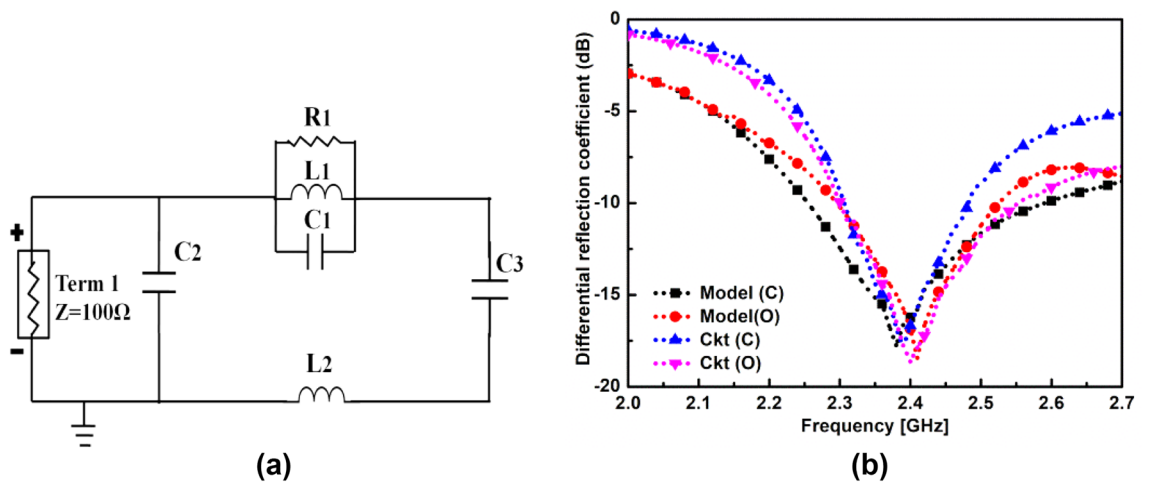 R1
L1
C1
+
C2
C3
Term 1
Z=100Ω
-
L2
(a)
Differential reflection coefficient (dB)
0
-5
-10
-15
-20
Model (C)
Model(O)
Ckt (C)
Ckt (O)
2.0 2.1 2.2 2.3 2.4 2.5 2.6 2.7
Frequency [GHz]
(b)